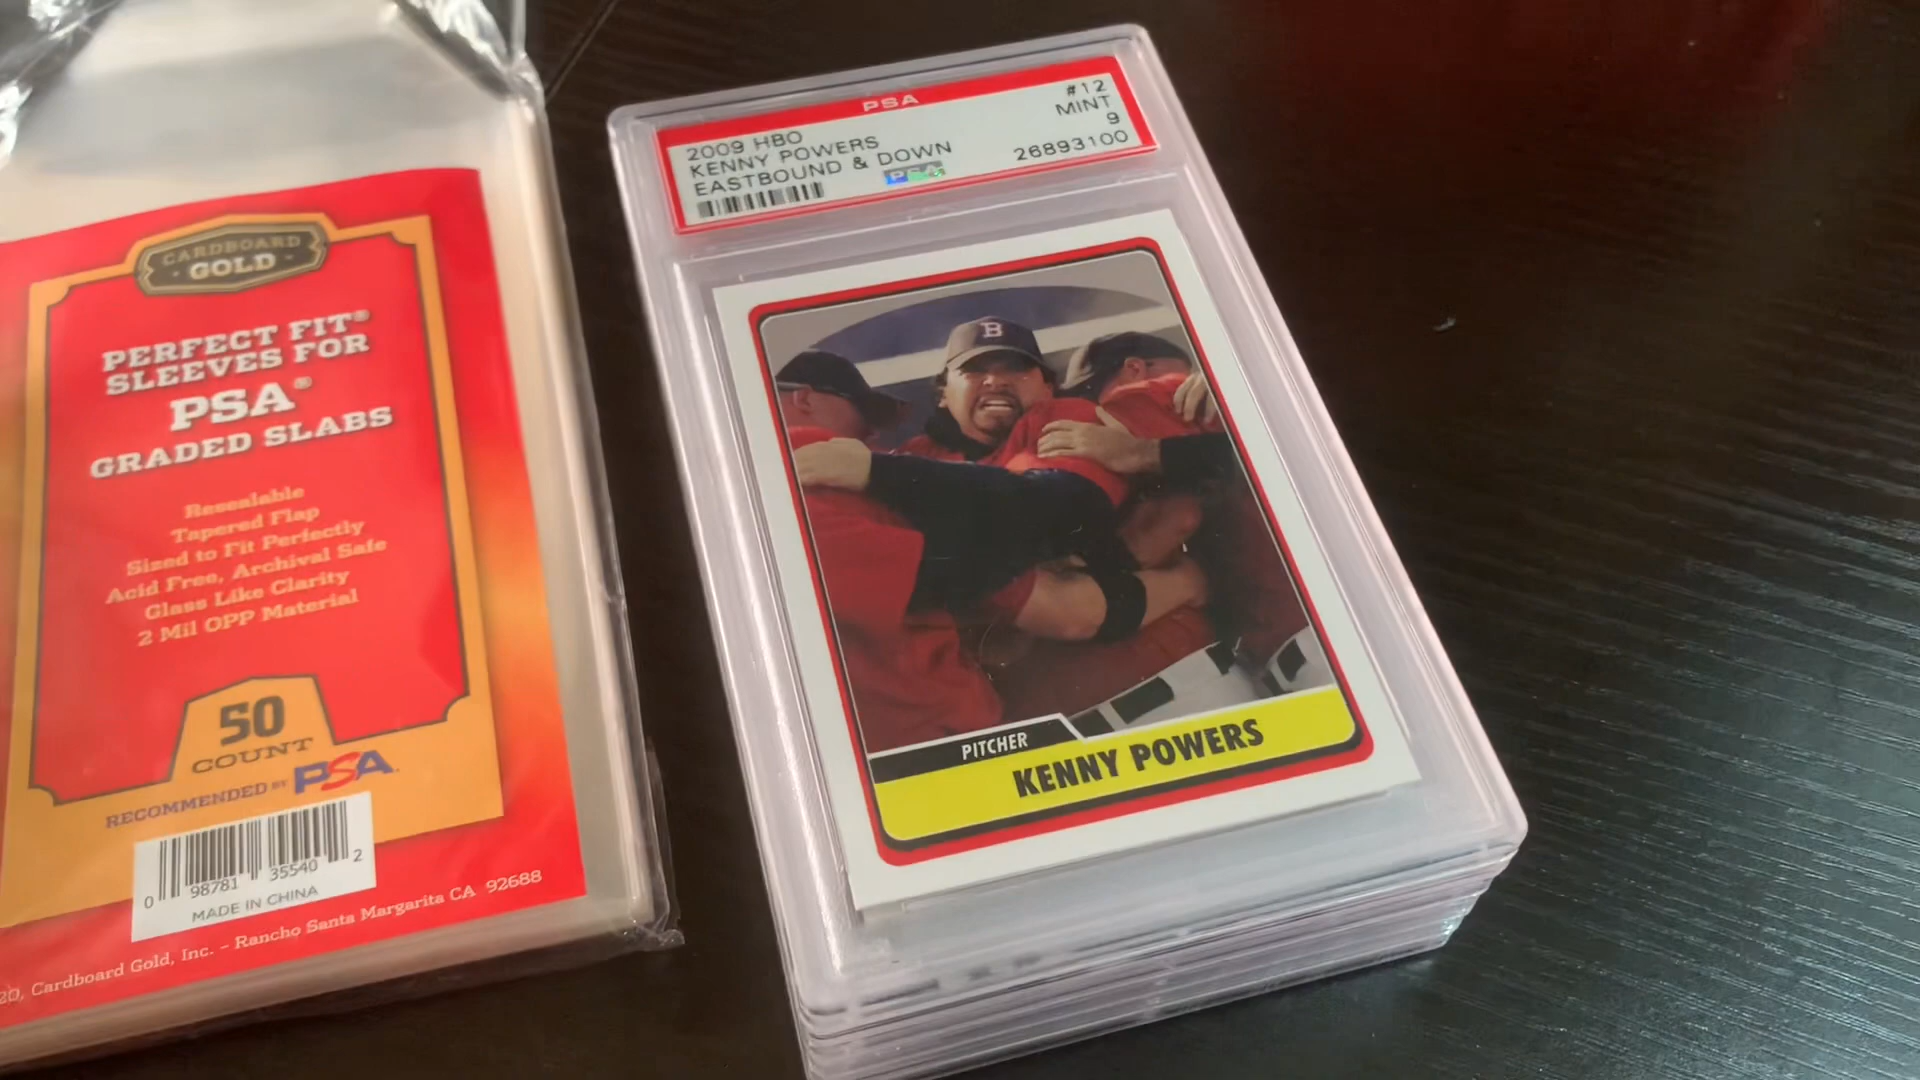 CARDBOARD
GOLD
PERFECT FIT®
SLEEVES FOR
PSA®
GRADED SLABS
Resealable
Tapered Flap
Sized to Fit Perfectly
Acid Free, Archival Safe
Glass Like Clarity
2 Mil OPP Material
50
COUNT
RECOMMENDED BY PSA
0 98781 35540 2
MADE IN CHINA
20, Cardboard Gold, Inc. - Rancho Santa Margarita CA 92688
PSA
2009 HBO #12
KENNY POWERS MINT
EASTBOUND & DOWN 9
PSA 26893100
B
PITCHER
KENNY POWERS